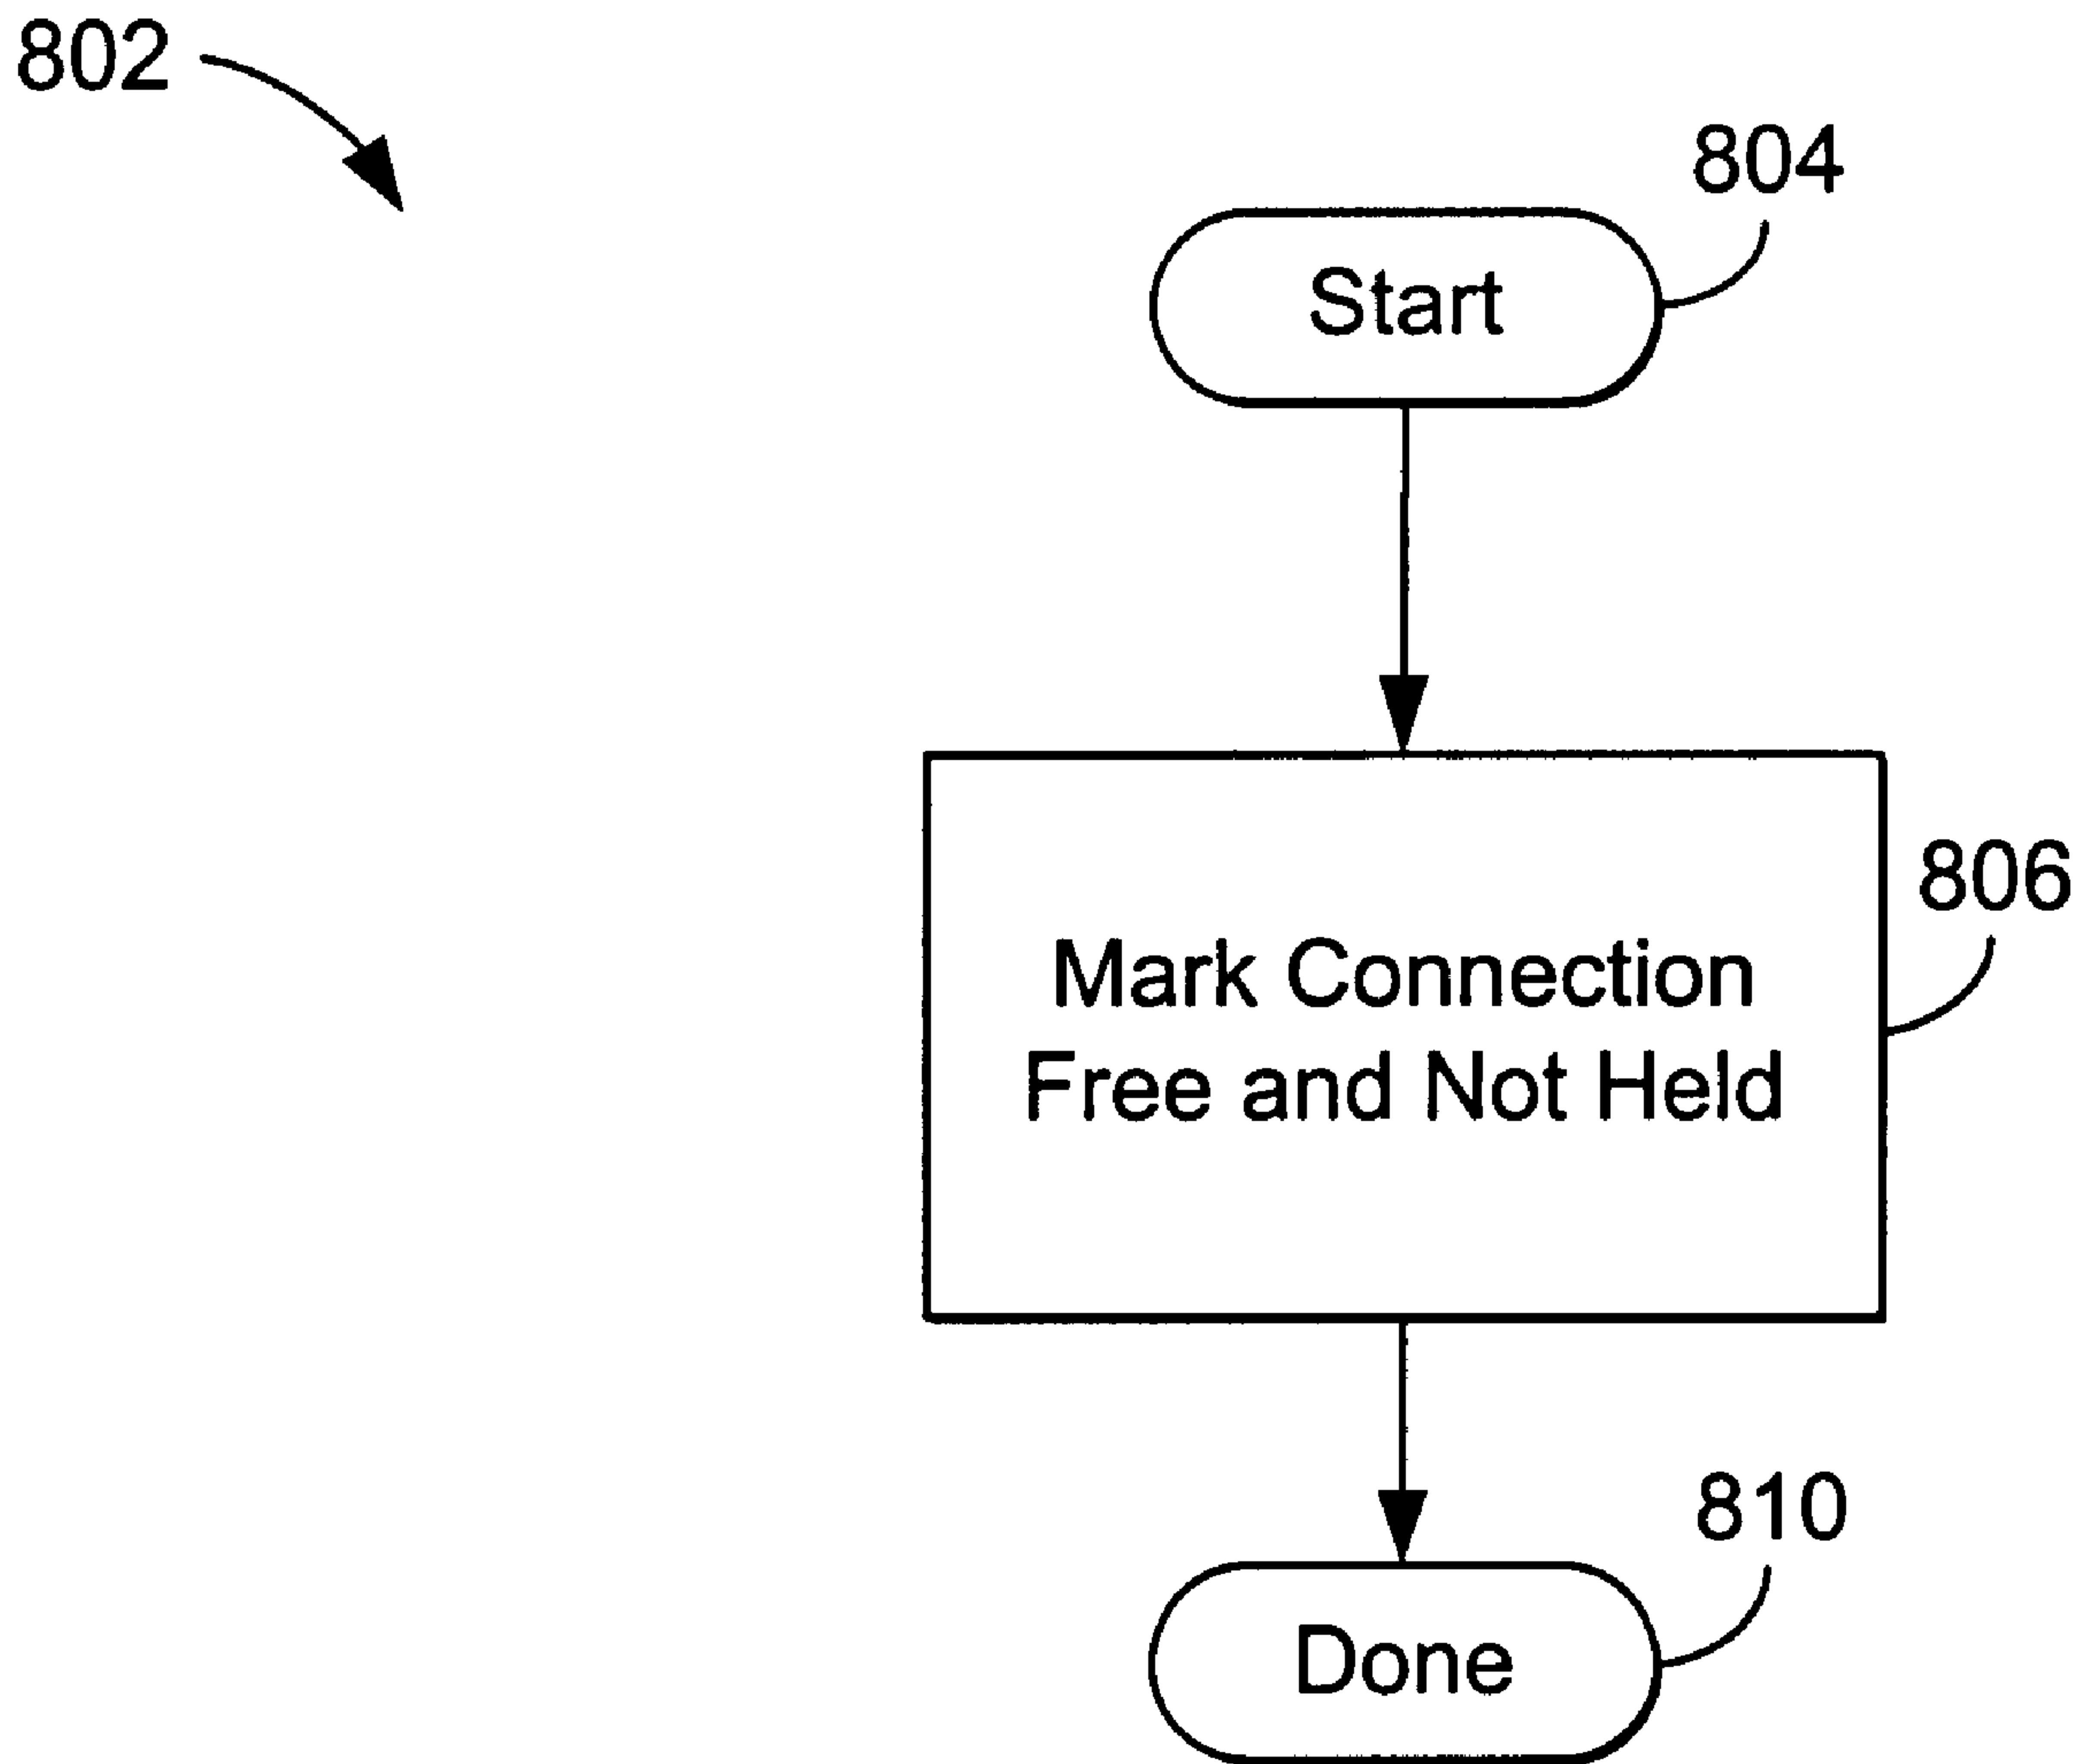 802
804
Start
806
Mark Connection
Free and Not Held
810
Done